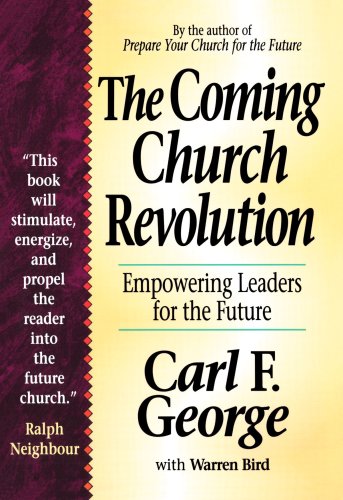 By the author of
Prepare Your Church for the Future
The Coming
Church
Revolution
Empowering Leaders
for the Future
Carl F.
George
with Warren Bird
“This
book
will
stimulate,
energize,
and
propel
the
reader
into
the
future
church.”
Ralph
Neighbour